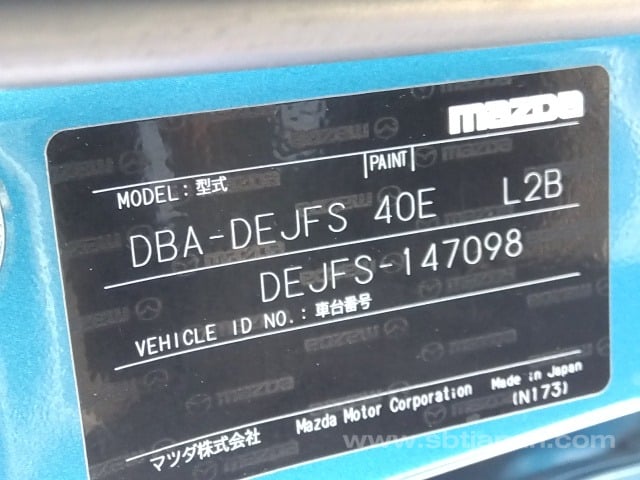 mazda
MODEL: 型式 PAINT
DBA-DEJFS 40E L2B
DEJFS-147098
VEHICLE ID NO.: 車台番号
マツダ株式会社 Mazda Motor Corporation Made in Japan
(N173)
www.sbtjapan.com